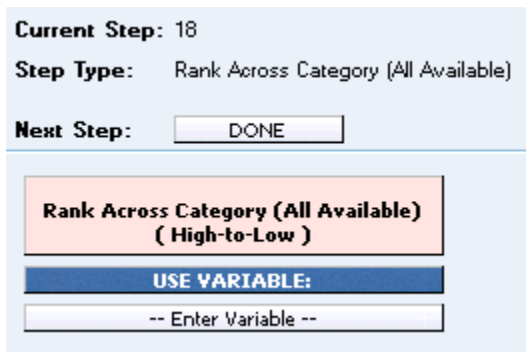 Current Step: 18
Step Type: Rank Across Category (All Available)
Next Step: DONE
Rank Across Category (All Available)
( High-to-Low )
USE VARIABLE:
-- Enter Variable --